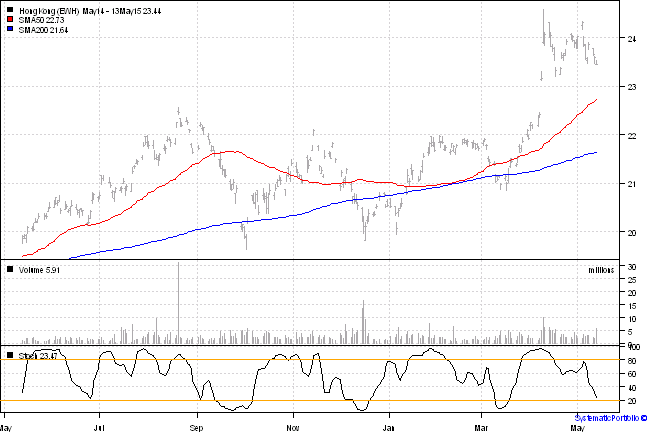 Hong Kong (EWH) May14 - 13May15 23.44
SMA50 22.73
SMA200 21.64
24
23
22
21
20
Volume 5.91
millions
30
25
20
15
10
5
0
Stoch 23.47
100
80
60
40
20
May
Jul
Sep
Nov
Jan
Mar
May
SystematicPortfolio ©